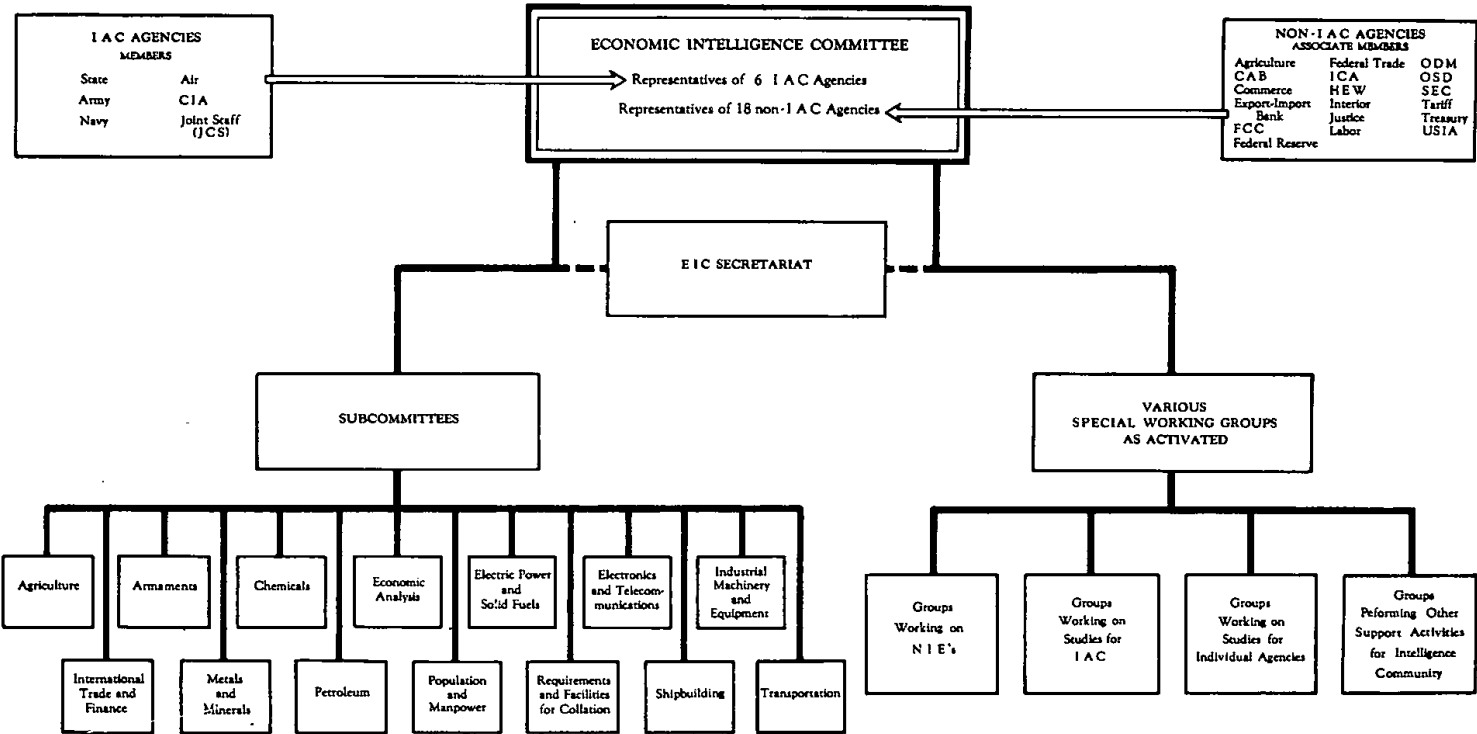 I A C AGENCIES
MEMBERS
State Air
Army CIA
Navy Joint Staff
(JCS)
ECONOMIC INTELLIGENCE COMMITTEE
Representatives of 6 I A C Agencies
Representatives of 18 non-I A C Agencies
NON-I A C AGENCIES
ASSOCIATE MEMBERS
Agriculture Federal Trade ODM
CAB ICA OSD
Commerce HEW SEC
Export-Import Interior Tariff
Bank Justice Treasury
FCC Labor USIA
Federal Reserve
E I C SECRETARIAT
SUBCOMMITTEES
VARIOUS
SPECIAL WORKING GROUPS
AS ACTIVATED
Agriculture
Armaments
Chemicals
Economic
Analysis
Electric Power
and
Solid Fuels
Electronics
and Telecom-
munications
Industrial
Machinery
and
Equipment
International
Trade and
Finance
Metals
and
Minerals
Petroleum
Population
and
Manpower
Requirements
and Facilities
for Collation
Shipbuilding
Transportation
Groups
Working on
N I E's
Groups
Working on
Studies for
I A C
Groups
Working on
Studies for
Individual Agencies
Groups
Peforming Other
Support Activities
for Intelligence
Community